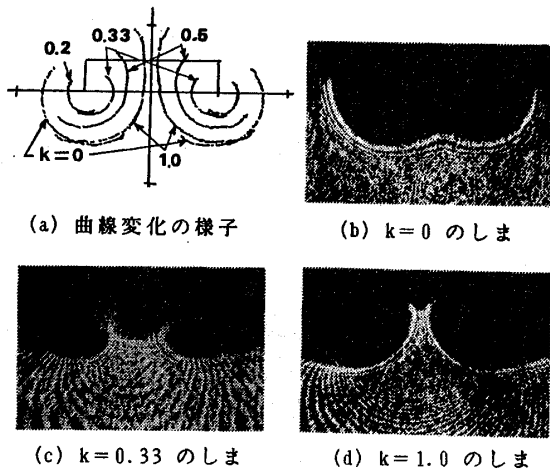 0.2 0.33 0.5
k=0 1.0
(a) 曲線変化の様子
(b) k=0 のしま
(c) k=0.33 のしま
(d) k=1.0 のしま